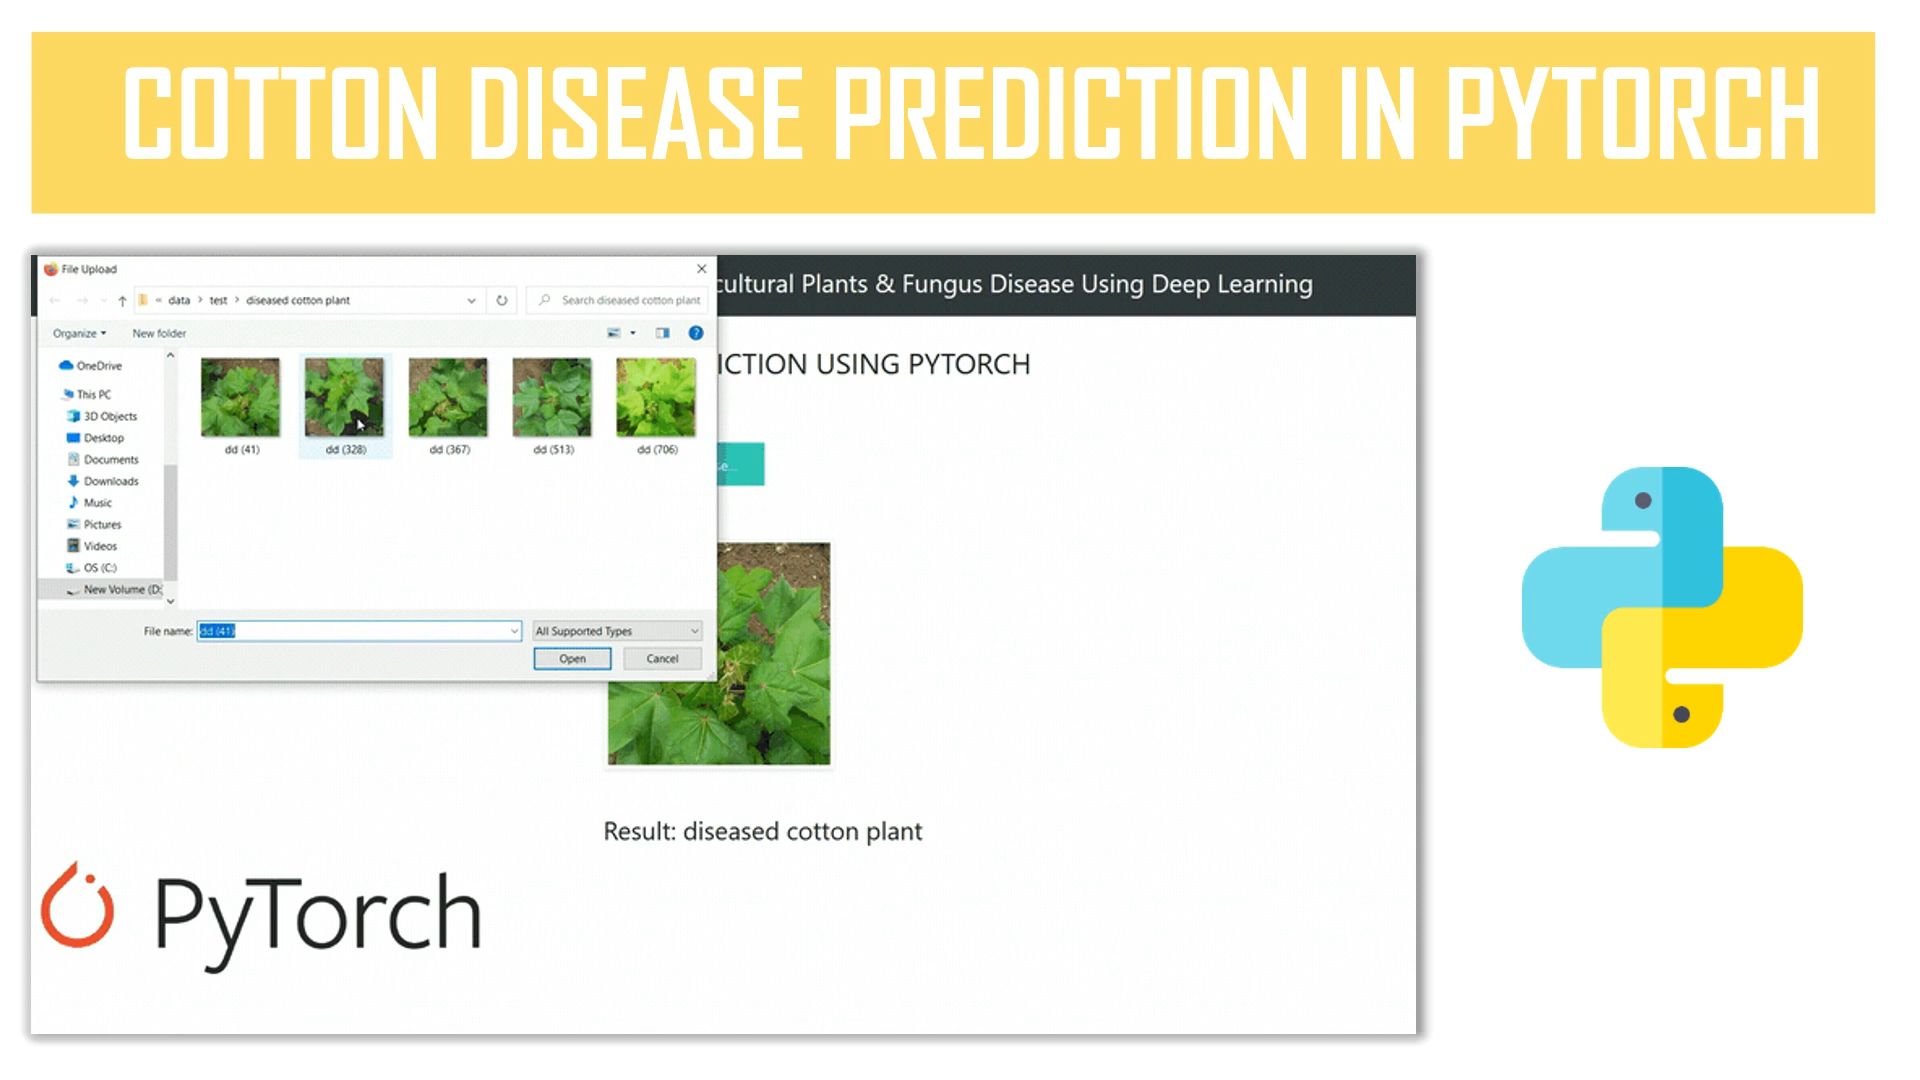 COTTON DISEASE PREDICTION IN PYTORCH
File Upload
cultural Plants & Fungus Disease Using Deep Learning
« data > test > diseased cotton plant
Search diseased cotton plant
Organize
New folder
ICTION USING PYTORCH
OneDrive
This PC
3D Objects
Desktop
Documents
Downloads
Music
Pictures
Videos
OS (C:)
New Volume (D:
dd (41)
dd (328)
dd (367)
dd (513)
dd (706)
se...
File name:
dd (41)
All Supported Types
Open
Cancel
Result: diseased cotton plant
PyTorch